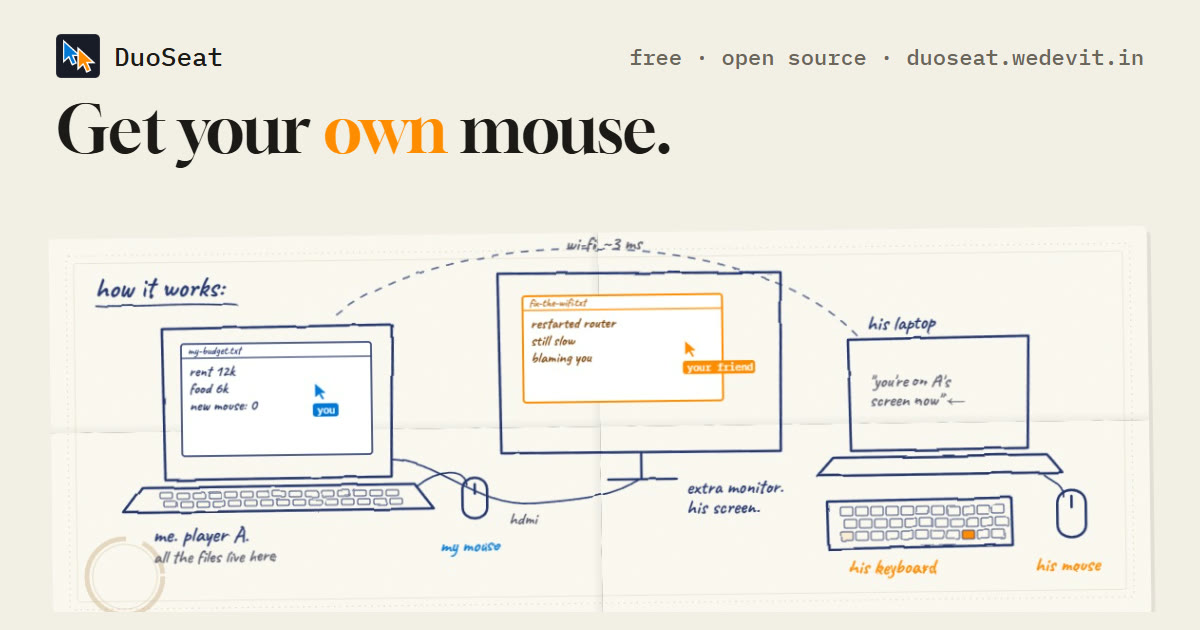 DuoSeat
free · open source · duoseat.wedevit.in
Get your own mouse.
wi-fi ~3 ms
how it works:
my-budget.txt
rent 12k
food 6k
new mouse: 0
you
fix-the-wifi.txt
restarted router
still slow
blaming you
your friend
his laptop
"you're on A's
screen now" ←
me. player A.
all the files live here
my mouse
hdmi
extra monitor.
his screen.
his keyboard
his mouse